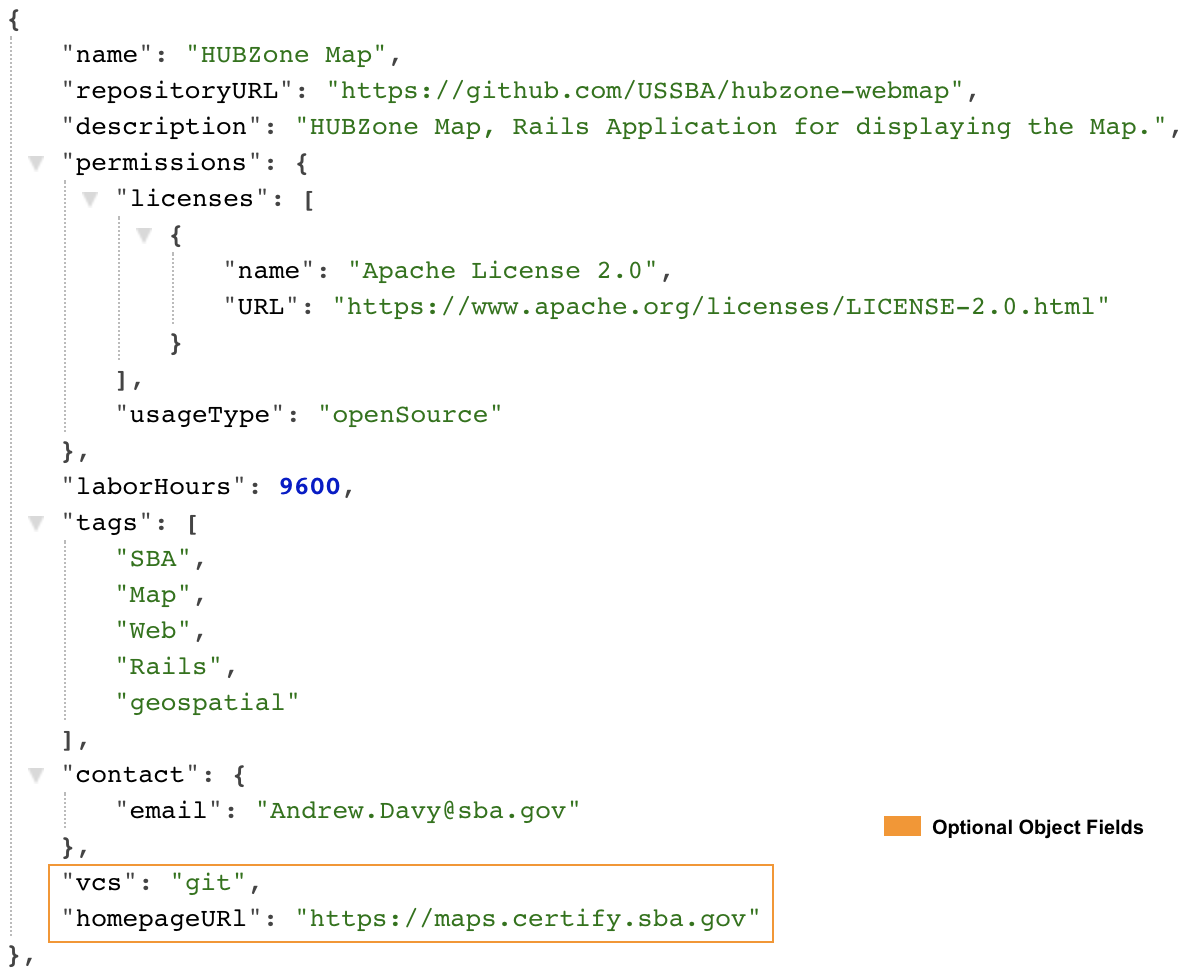 {
"name": "HUBZone Map",
"repositoryURL": "https://github.com/USSBA/hubzone-webmap",
"description": "HUBZone Map, Rails Application for displaying the Map.",
"permissions": {
"licenses": [
{
"name": "Apache License 2.0",
"URL": "https://www.apache.org/licenses/LICENSE-2.0.html"
}
],
"usageType": "openSource"
},
"laborHours": 9600,
"tags": [
"SBA",
"Map",
"Web",
"Rails",
"geospatial"
],
"contact": {
"email": "Andrew.Davy@sba.gov"
},
Optional Object Fields
"vcs": "git",
"homepageURl": "https://maps.certify.sba.gov"
},